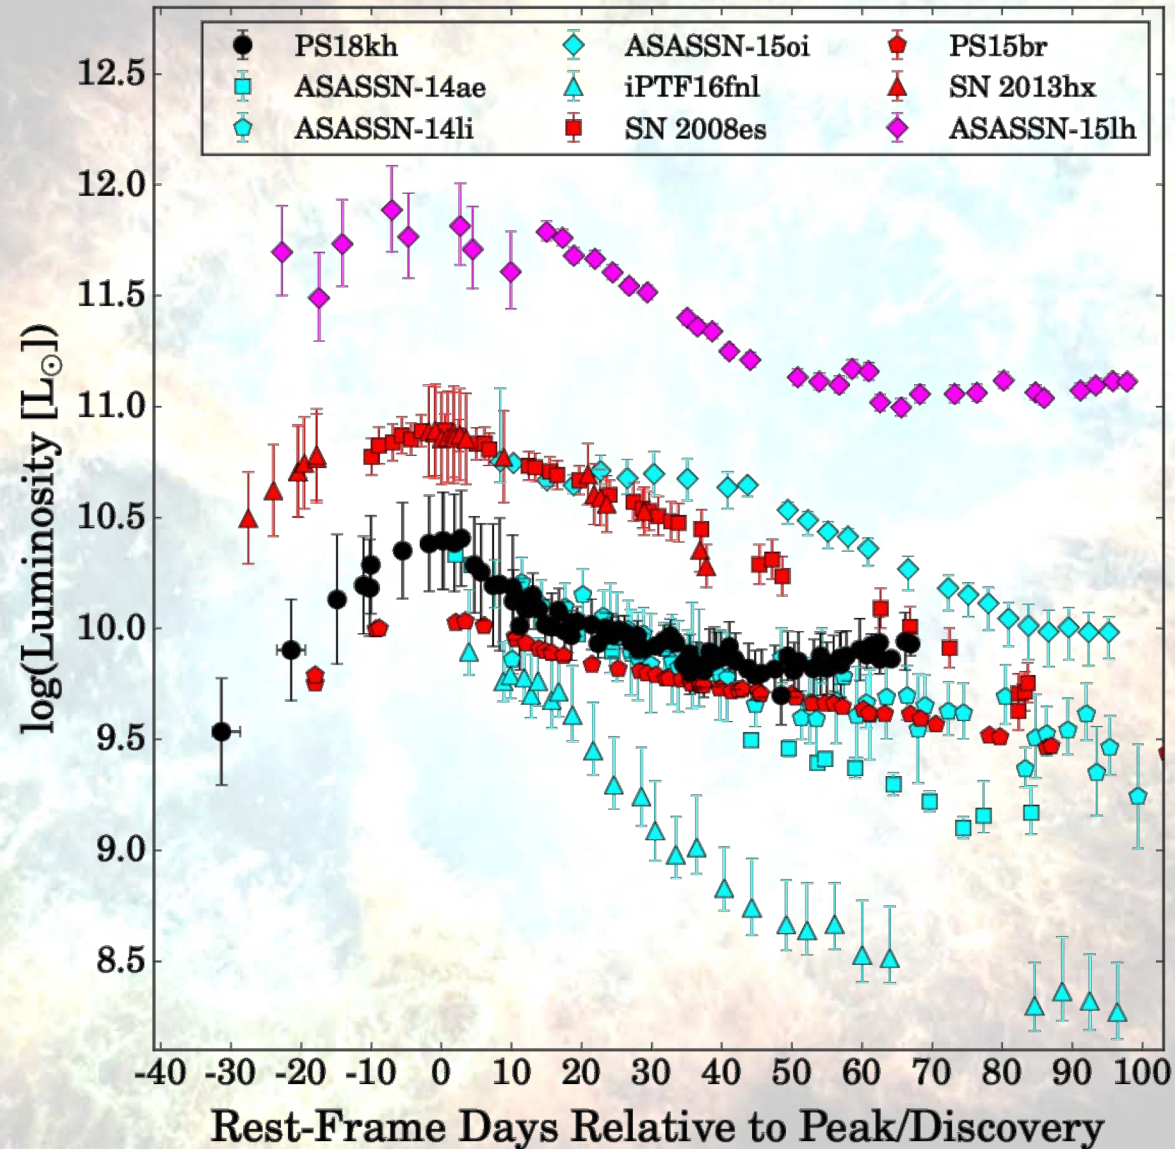 PS18kh ASASSN-15oi PS15br
ASASSN-14ae iPTF16fnl SN 2013hx
ASASSN-14li SN 2008es ASASSN-15lh
12.5
12.0
11.5
11.0
10.5
10.0
9.5
9.0
8.5
log(Luminosity [L☉])
-40 -30 -20 -10 0 10 20 30 40 50 60 70 80 90 100
Rest-Frame Days Relative to Peak/Discovery